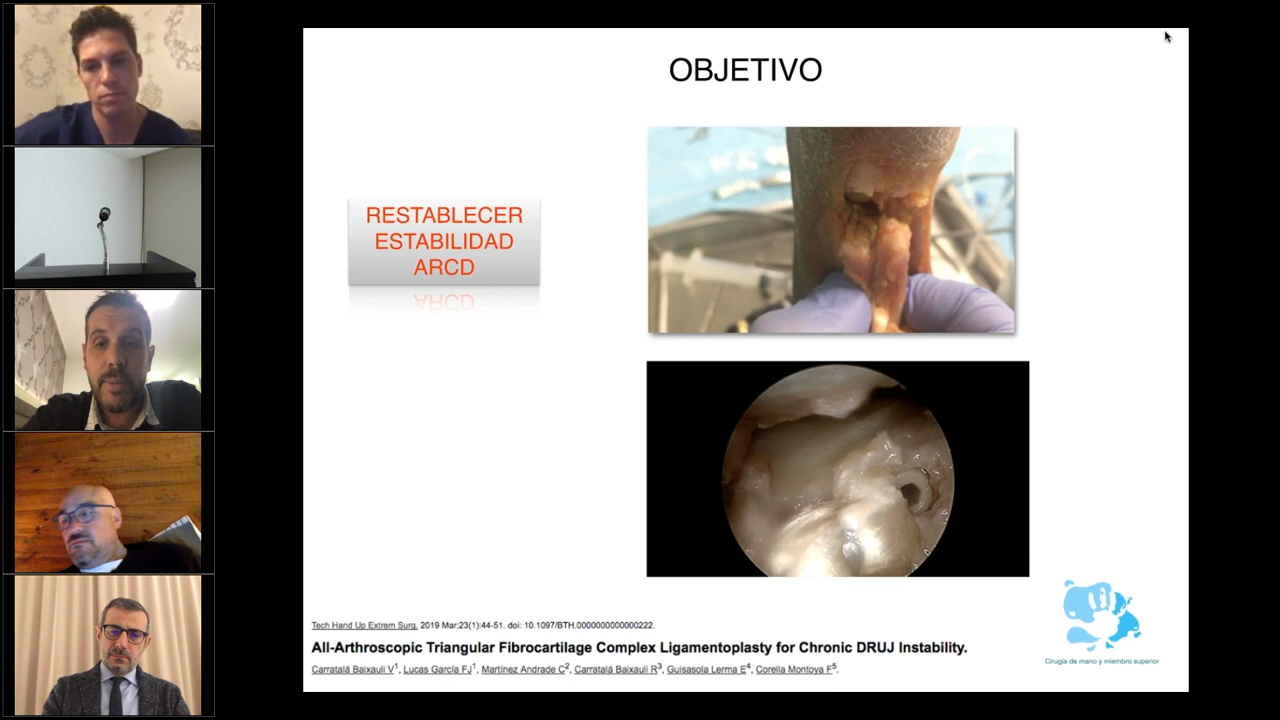 OBJETIVO
RESTABLECER
ESTABILIDAD
ARCD
Tech Hand Up Extrem Surg. 2019 Mar;23(1):44-51. doi: 10.1097/BTH.0000000000000222.
All-Arthroscopic Triangular Fibrocartilage Complex Ligamentoplasty for Chronic DRUJ Instability.
Carratalá Baixauli V1, Lucas García FJ1, Martínez Andrade C2, Carratalá Baixauli R3, Guisasola Lerma E4, Corella Montoya F5.
Cirugía de mano y miembro superior